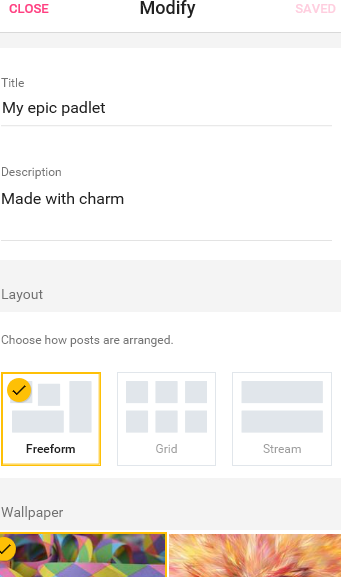 CLOSE Modify SAVED
Title
My epic padlet
Description
Made with charm
Layout
Choose how posts are arranged.
Freeform Grid Stream
Wallpaper